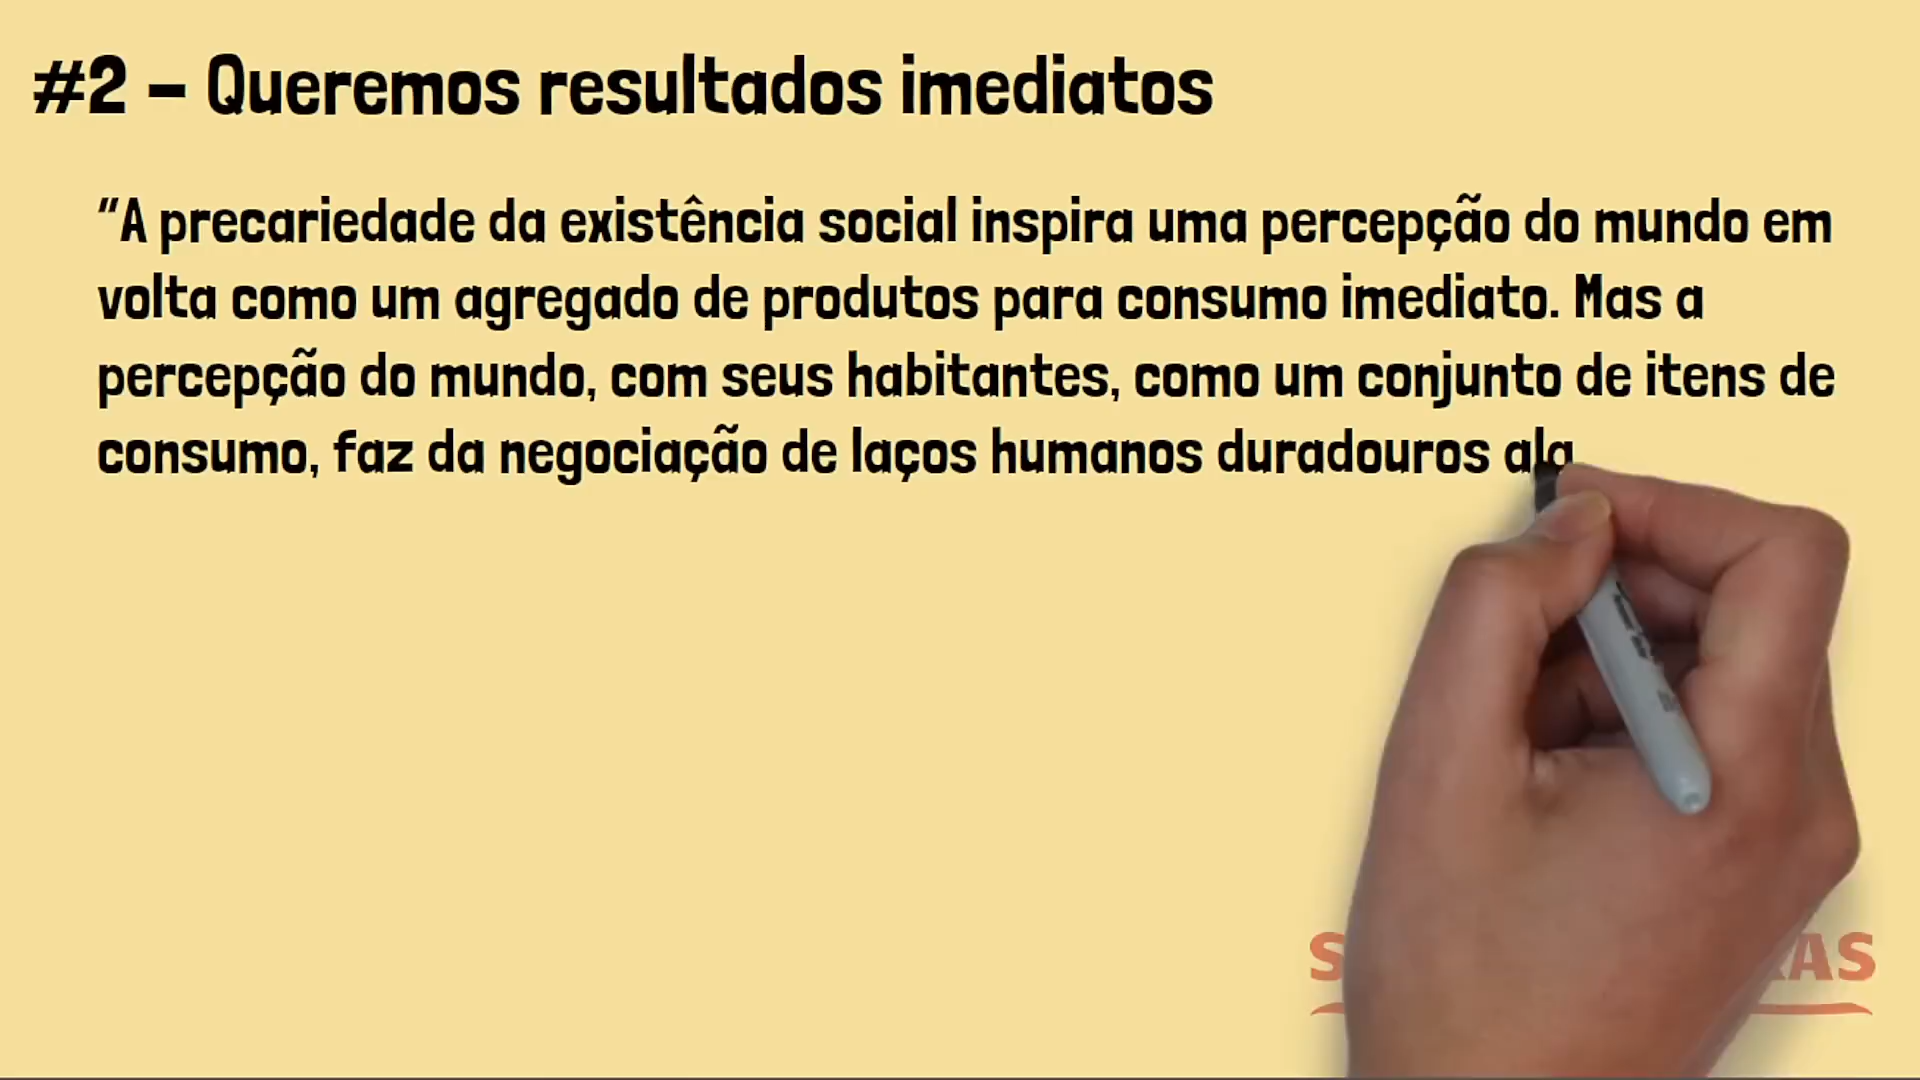 #2 – Queremos resultados imediatos
“A precariedade da existência social inspira uma percepção do mundo em
volta como um agregado de produtos para consumo imediato. Mas a
percepção do mundo, com seus habitantes, como um conjunto de itens de
consumo, faz da negociação de laços humanos duradouros